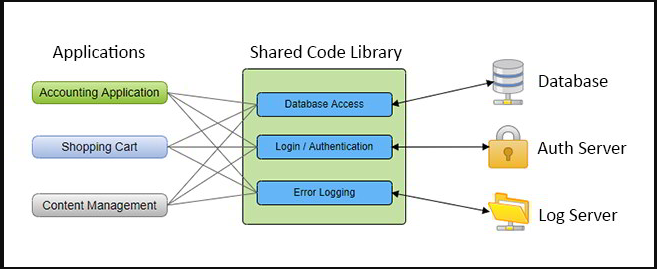 Applications
Shared Code Library
Accounting Application
Database Access
Database
Shopping Cart
Login / Authentication
Auth Server
Content Management
Error Logging
Log Server